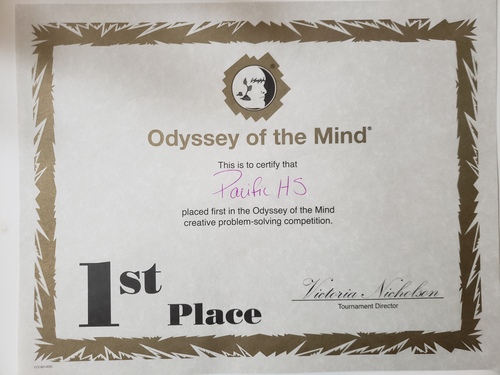 Odyssey of the Mind®
This is to certify that
Pacific HS
placed first in the Odyssey of the Mind
creative problem-solving competition.
1st Place
Victoria Nichelson
Tournament Director